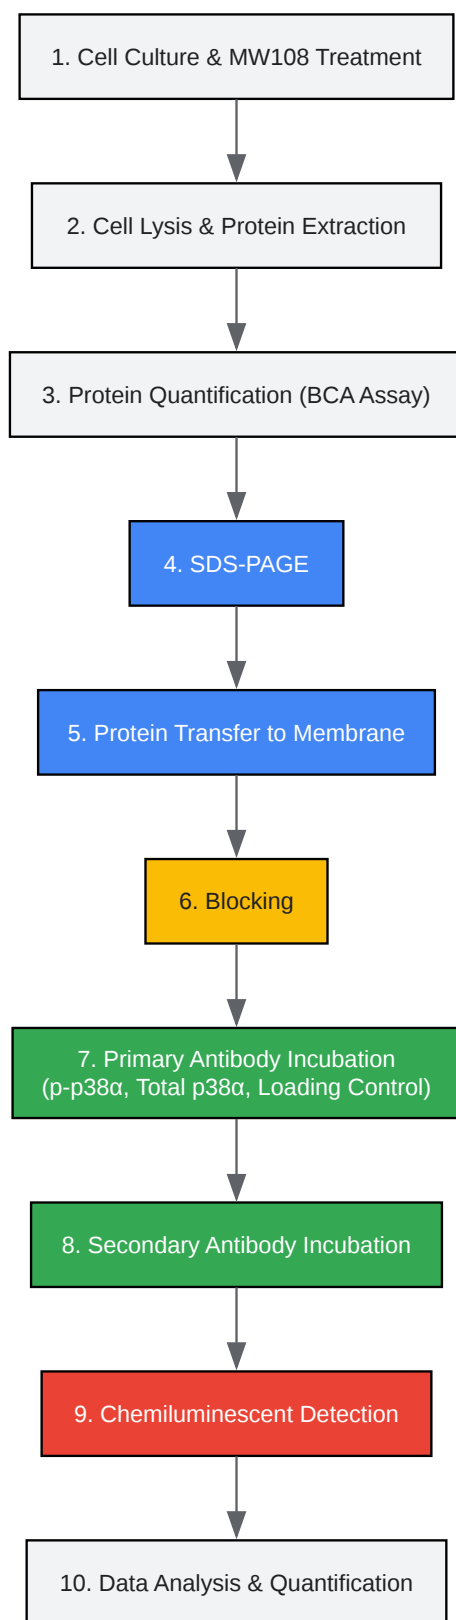 1. Cell Culture & MW108 Treatment
2. Cell Lysis & Protein Extraction
3. Protein Quantification (BCA Assay)
4. SDS-PAGE
5. Protein Transfer to Membrane
6. Blocking
7. Primary Antibody Incubation
(p-p38α, Total p38α, Loading Control)
8. Secondary Antibody Incubation
9. Chemiluminescent Detection
10. Data Analysis & Quantification